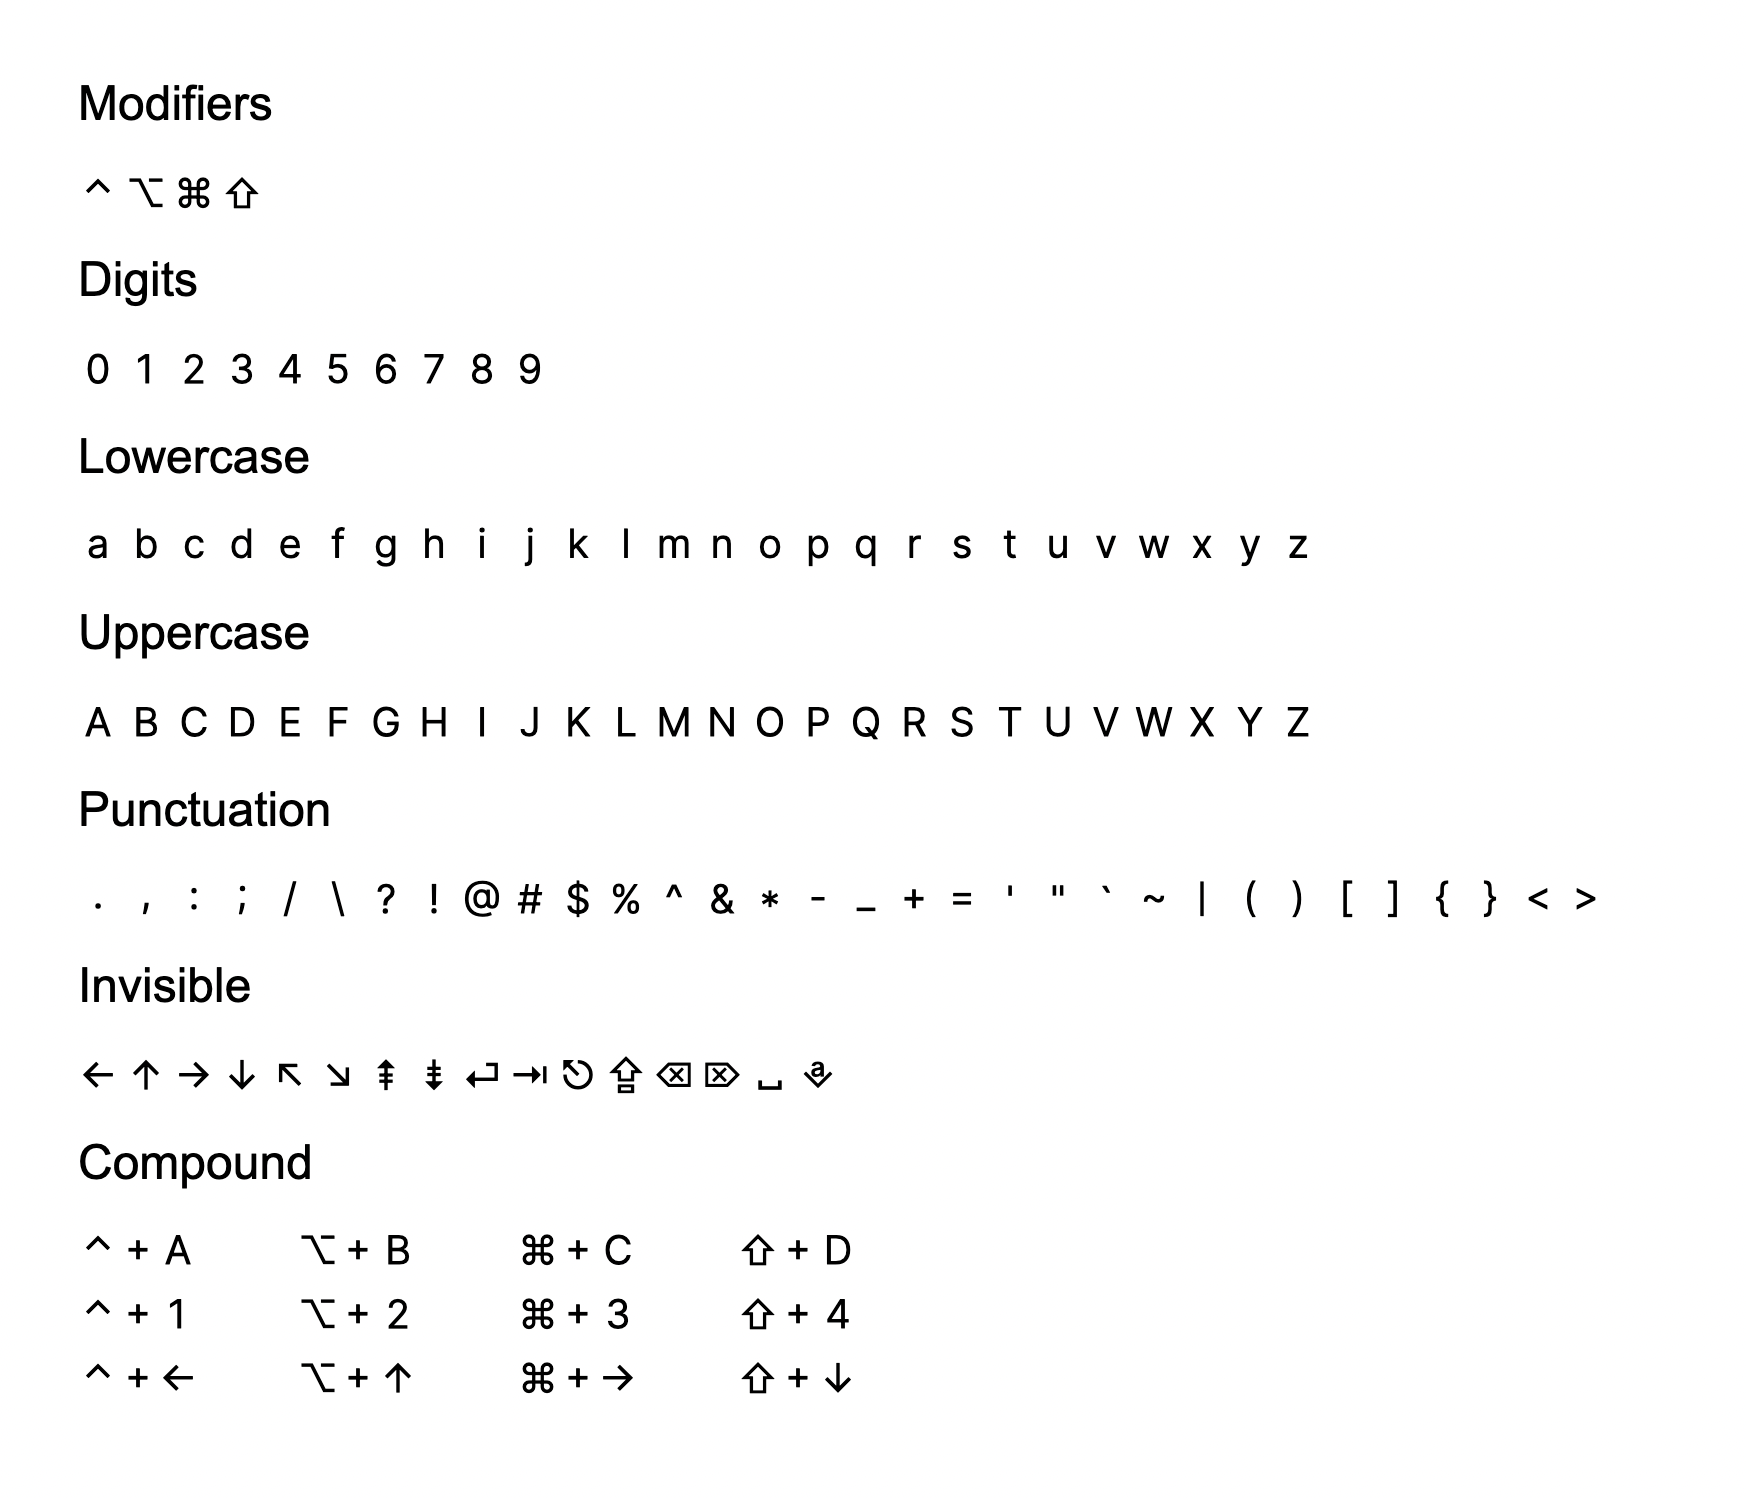 Modifiers
⌃ ⌥ ⌘ ⇧
Digits
0 1 2 3 4 5 6 7 8 9
Lowercase
a b c d e f g h i j k l m n o p q r s t u v w x y z
Uppercase
A B C D E F G H I J K L M N O P Q R S T U V W X Y Z
Punctuation
. , : ; / \ ? ! @ # $ % ^ & * - _ + = ' " ` ~ | ( ) [ ] { } < >
Invisible
← ↑ → ↓ ↖ ↘ ⇞ ⇟ ↵ ⇥ ⎋ ⇪ ⌫ ⌦ ⎵ ⎀
Compound
⌃ + A ⌥ + B ⌘ + C ⇧ + D
⌃ + 1 ⌥ + 2 ⌘ + 3 ⇧ + 4
⌃ + ← ⌥ + ↑ ⌘ + → ⇧ + ↓